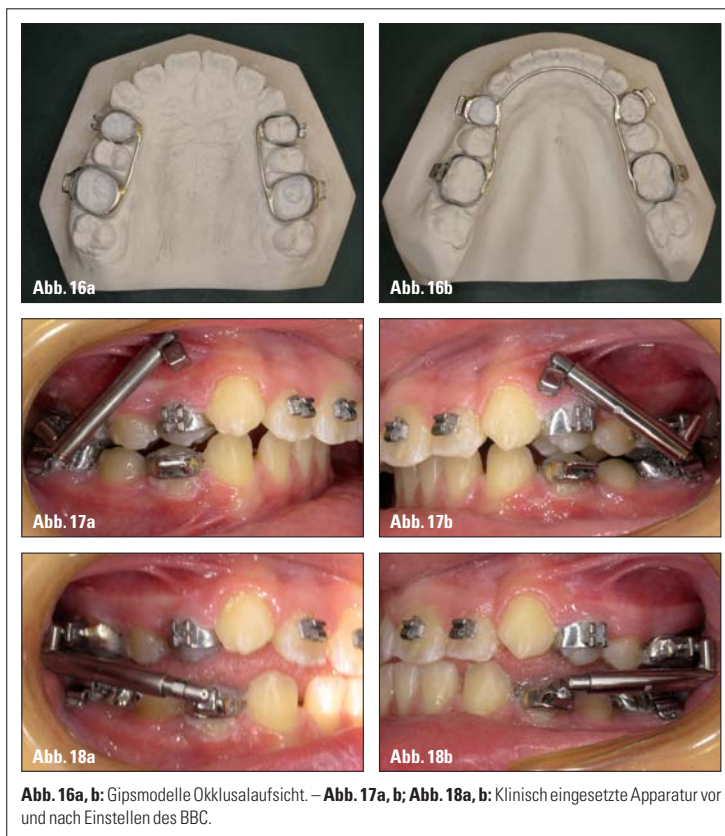 Abb. 16a
Abb. 16b
Abb. 17a
Abb. 17b
Abb. 18a
Abb. 18b
Abb. 16a, b: Gipsmodelle Okklusalaufsicht. – Abb. 17a, b; Abb. 18a, b: Klinisch eingesetzte Apparatur vor
und nach Einstellen des BBC.